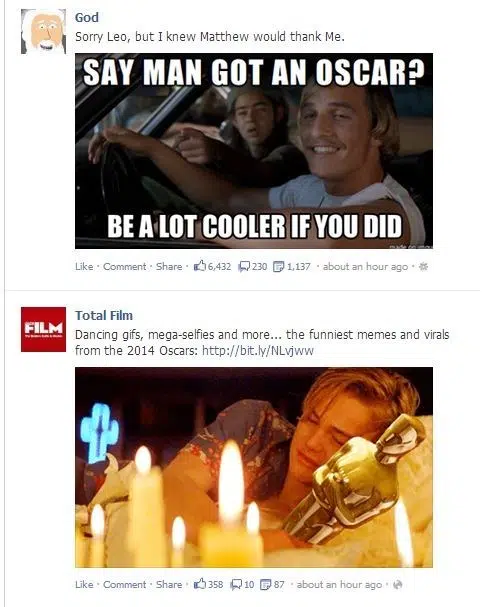 God
Sorry Leo, but I knew Matthew would thank Me.
SAY MAN GOT AN OSCAR?
BE A LOT COOLER IF YOU DID
made on imgur
Like · Comment · Share · 6,432 230 1,137 · about an hour ago ·
FILM
Total Film
Dancing gifs, mega-selfies and more... the funniest memes and virals
from the 2014 Oscars: http://bit.ly/NLvjww
Like · Comment · Share · 358 10 87 · about an hour ago ·